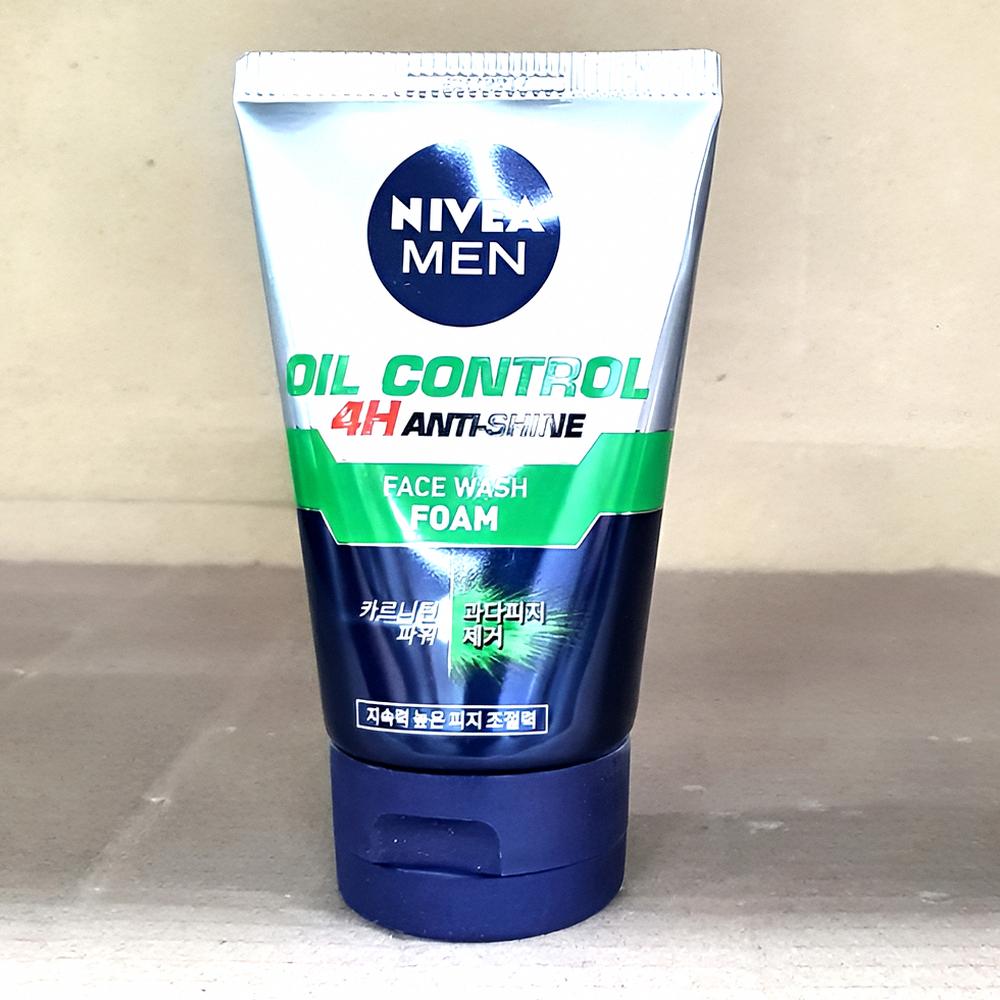 NIVEA
MEN
OIL CONTROL
4H ANTI-SHINE
FACE WASH
FOAM
카르니틴
파워
과다피지
제거
지속력 높은 피지 조절력